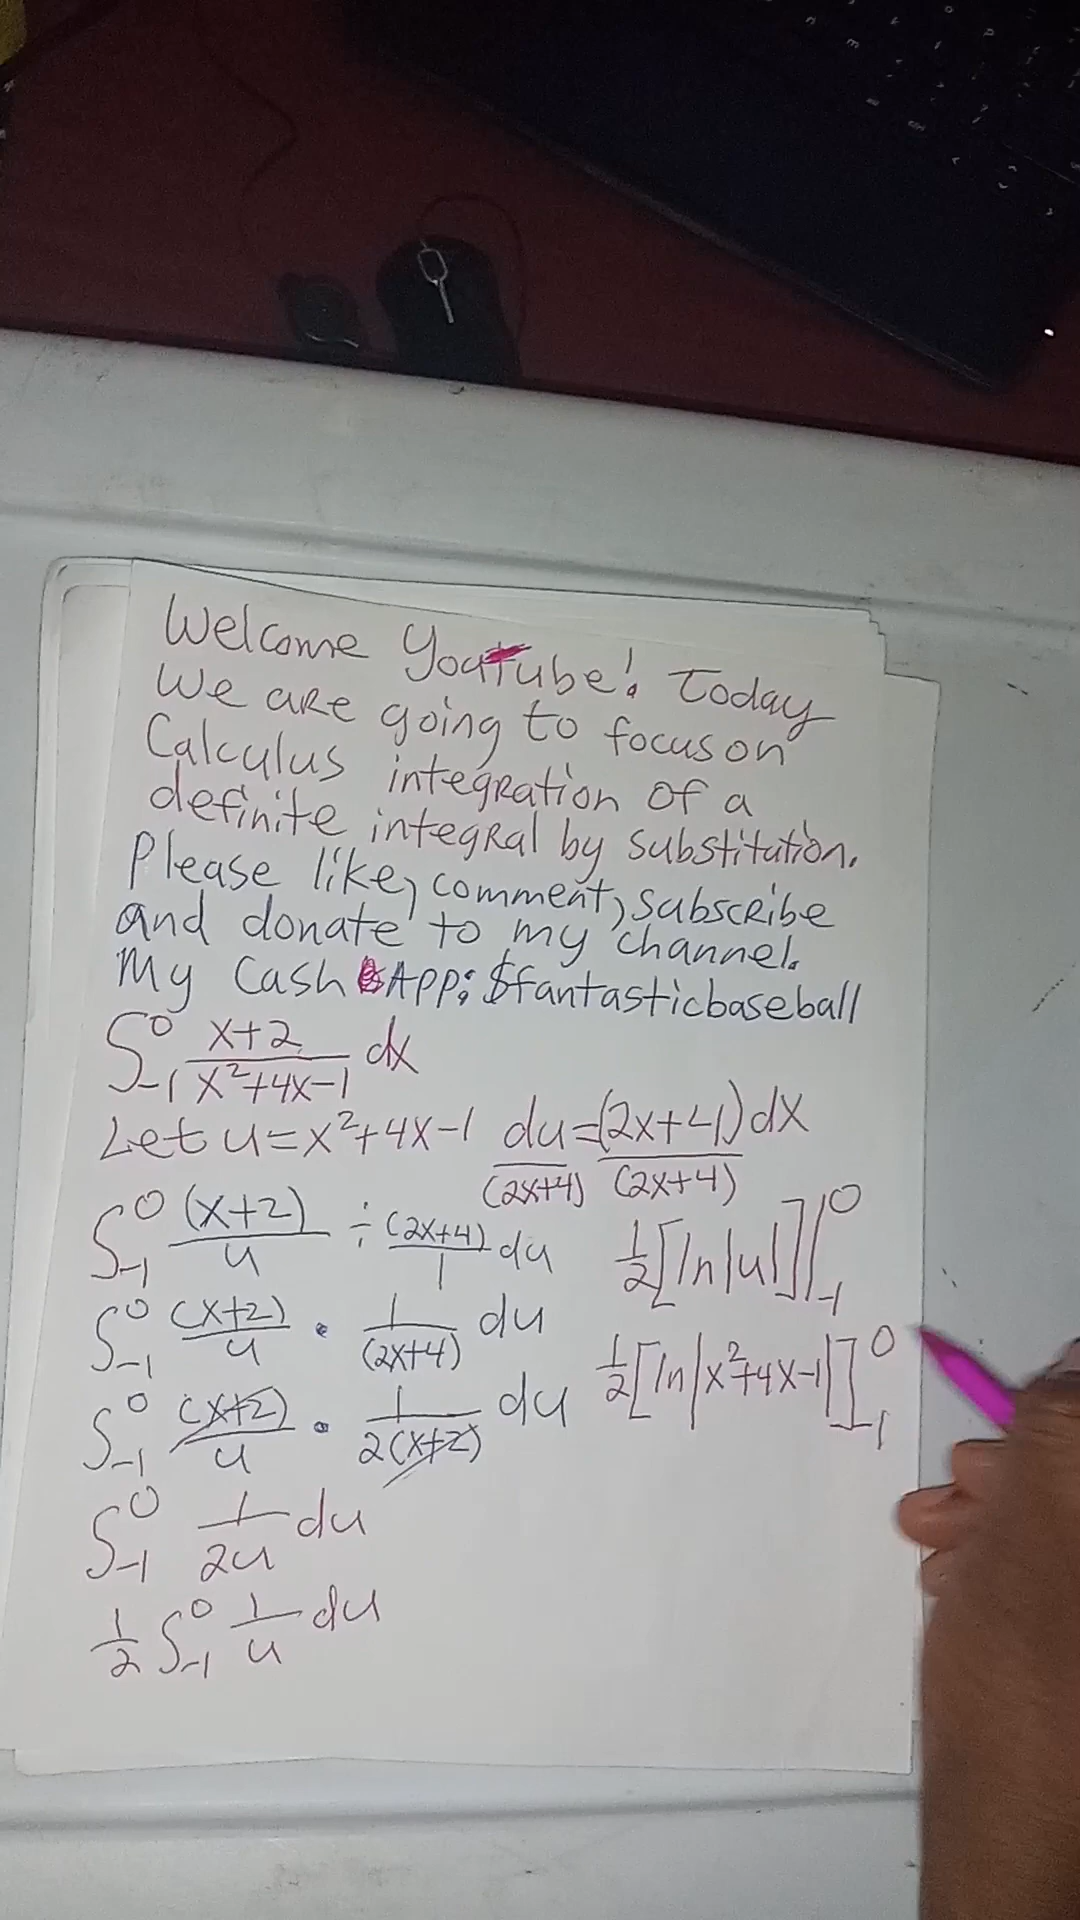 Welcome YouTube! Today
We are going to focus on
Calculus integration of a
definite integral by substitution.
Please like, comment, subscribe
and donate to my channel.
My Cash App: $fantasticbaseball
∫₋₁⁰ (x+2)/(x²+4x-1) dx
Let u=x²+4x-1 du/(2x+4)=(2x+4)dx/(2x+4)
∫₋₁⁰ (x+2)/u ÷ (2x+4)/1 du
∫₋₁⁰ (x+2)/u · 1/(2x+4) du
∫₋₁⁰ (x+2)/u · 1/2(x+2) du
∫₋₁⁰ 1/2u du
1/2 ∫₋₁⁰ 1/u du
1/2[ln|u|]|₋₁⁰
1/2[ln|x²+4x-1|]₋₁⁰